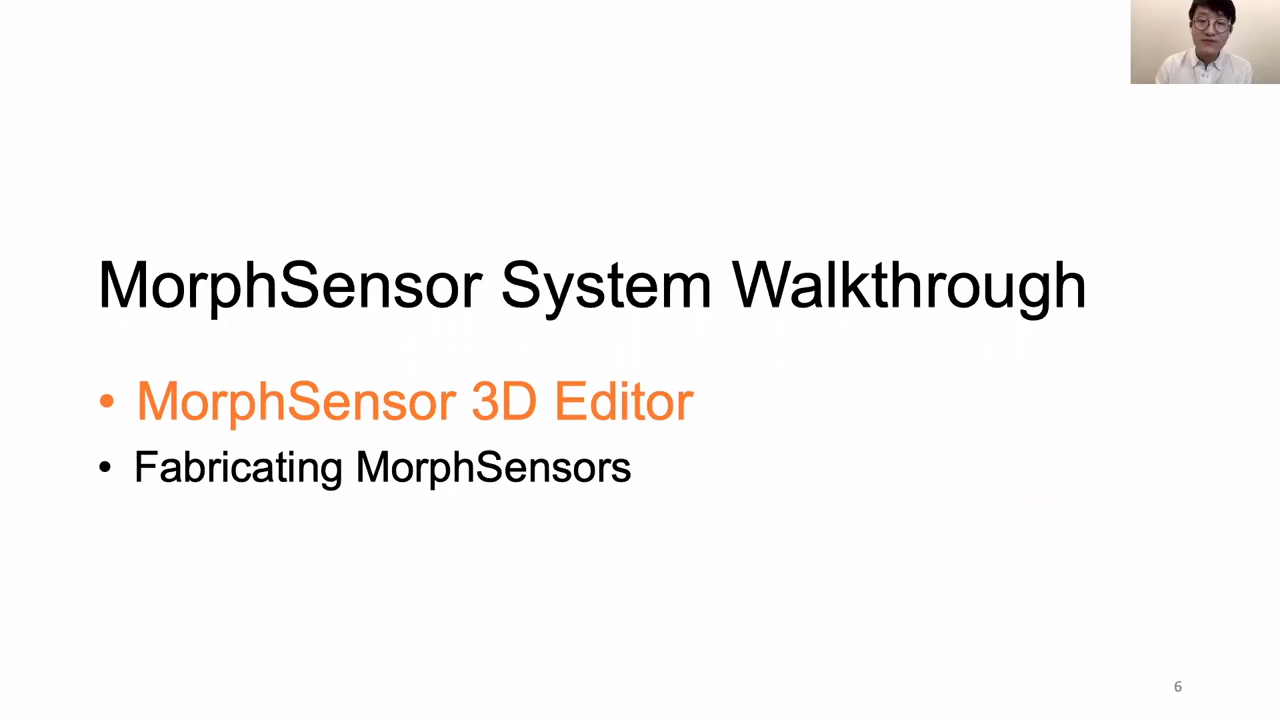 MorphSensor System Walkthrough
• MorphSensor 3D Editor
• Fabricating MorphSensors
6